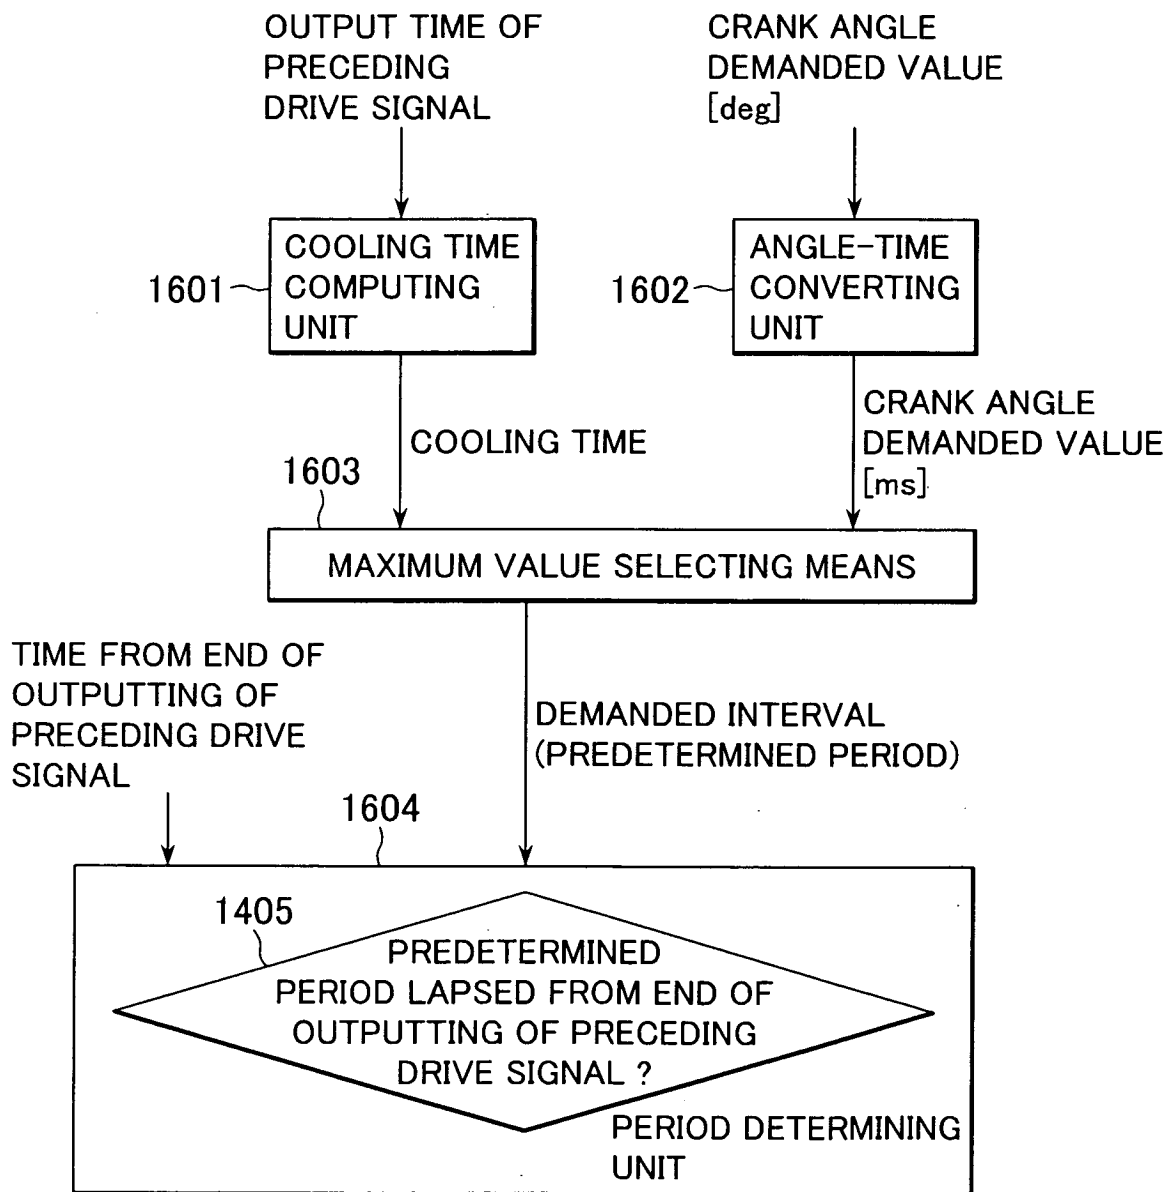 OUTPUT TIME OF
PRECEDING
DRIVE SIGNAL
CRANK ANGLE
DEMANDED VALUE
[deg]
1601
COOLING TIME
COMPUTING
UNIT
1602
ANGLE-TIME
CONVERTING
UNIT
COOLING TIME
CRANK ANGLE
DEMANDED VALUE
[ms]
1603
MAXIMUM VALUE SELECTING MEANS
TIME FROM END OF
OUTPUTTING OF
PRECEDING DRIVE
SIGNAL
DEMANDED INTERVAL
(PREDETERMINED PERIOD)
1604
1405
PREDETERMINED
PERIOD LAPSED FROM END OF
OUTPUTTING OF PRECEDING
DRIVE SIGNAL ?
PERIOD DETERMINING
UNIT